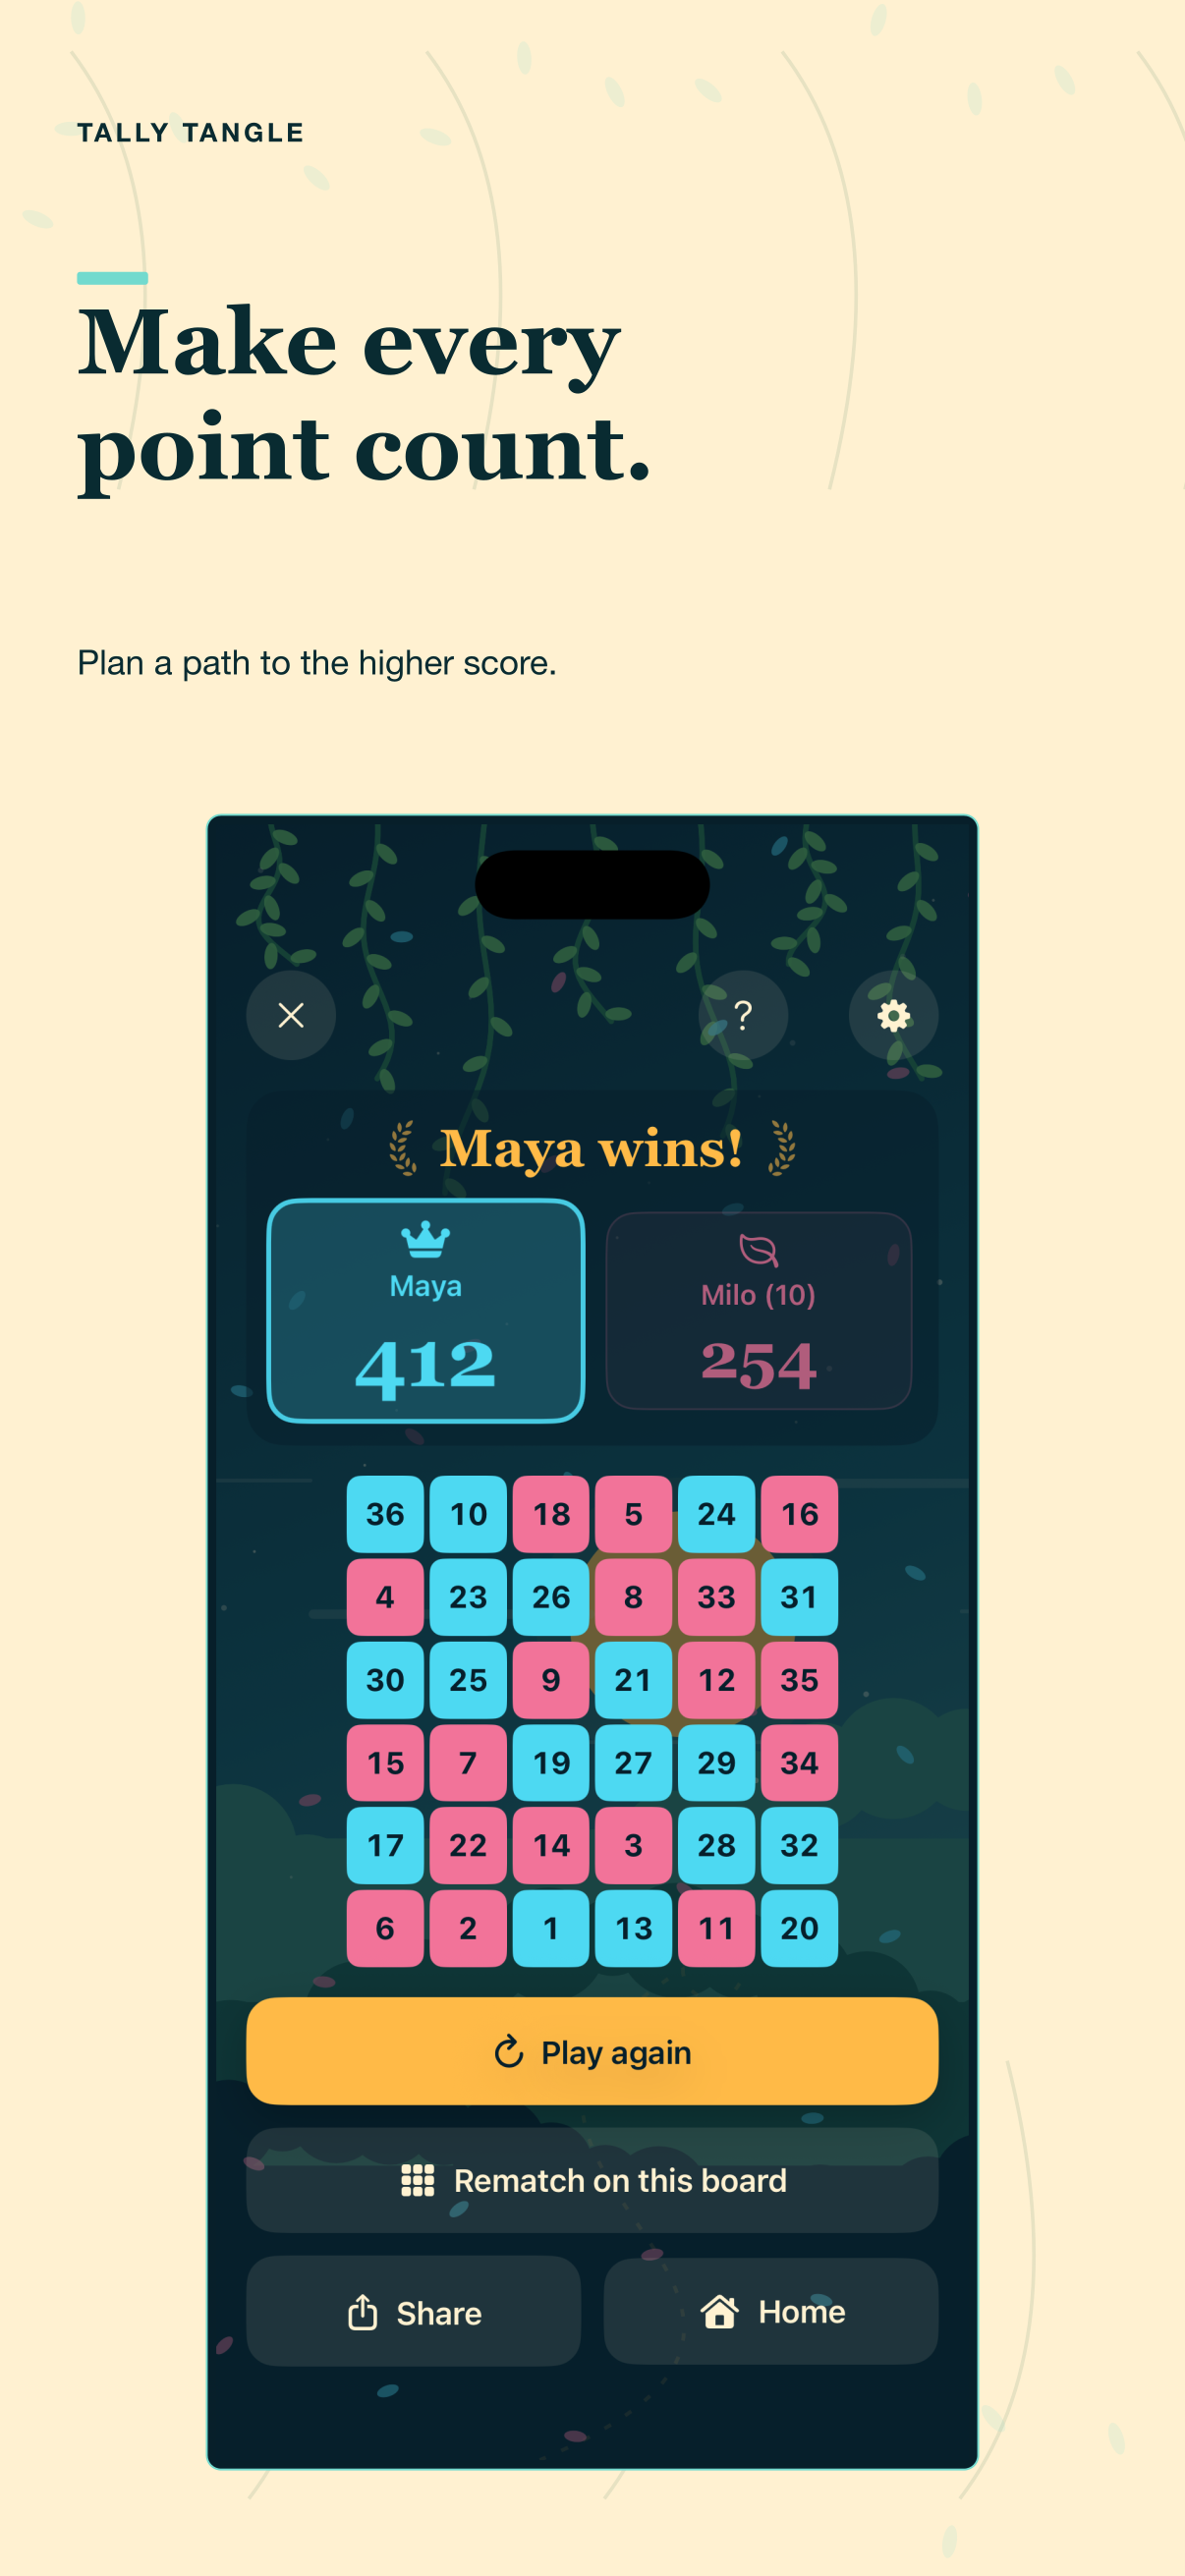 TALLY TANGLE
Make every
point count.
Plan a path to the higher score.
?
Maya wins!
Maya
Milo (10)
412
254
36 10 18 5 24 16
4 23 26 8 33 31
30 25 9 21 12 35
15 7 19 27 29 34
17 22 14 3 28 32
6 2 1 13 11 20
Play again
Rematch on this board
Share
Home